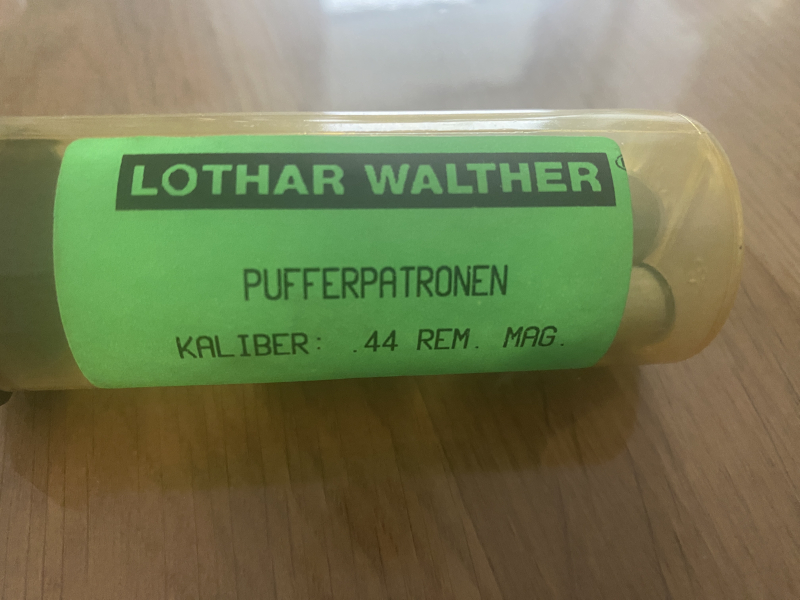 LOTHAR WALTHER
PUFFERPATRONEN
KALIBER: .44 REM. MAG.